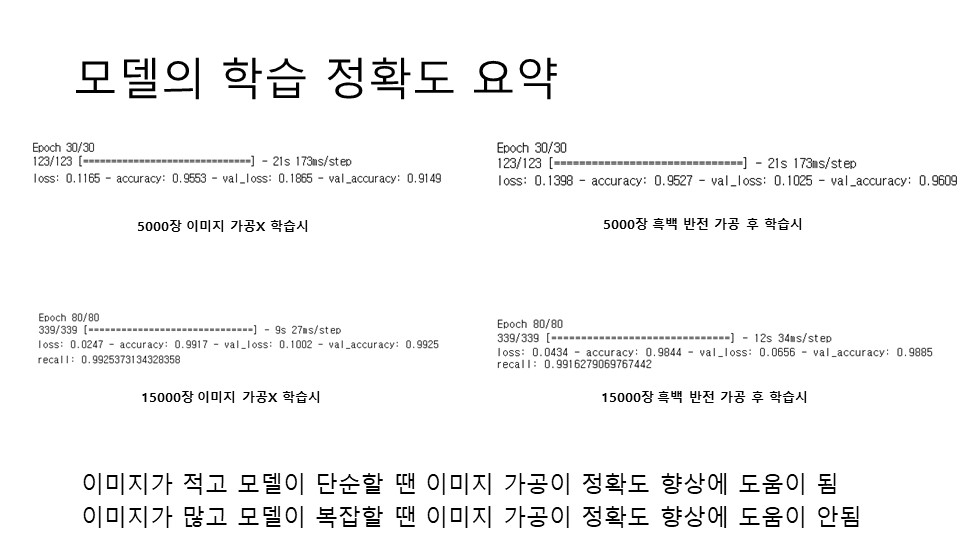 모델의 학습 정확도 요약
Epoch 30/30
123/123 [==============================] - 21s 173ms/step
loss: 0.1165 - accuracy: 0.9553 - val_loss: 0.1865 - val_accuracy: 0.9149
5000장 이미지 가공X 학습시
Epoch 30/30
123/123 [==============================] - 21s 173ms/step
loss: 0.1398 - accuracy: 0.9527 - val_loss: 0.1025 - val_accuracy: 0.9609
5000장 흑백 반전 가공 후 학습시
Epoch 80/80
339/339 [==============================] - 9s 27ms/step
loss: 0.0247 - accuracy: 0.9917 - val_loss: 0.1002 - val_accuracy: 0.9925
recall: 0.9925373134328358
15000장 이미지 가공X 학습시
Epoch 80/80
339/339 [==============================] - 12s 34ms/step
loss: 0.0434 - accuracy: 0.9844 - val_loss: 0.0656 - val_accuracy: 0.9885
recall: 0.9916279069767442
15000장 흑백 반전 가공 후 학습시
이미지가 적고 모델이 단순할 땐 이미지 가공이 정확도 향상에 도움이 됨
이미지가 많고 모델이 복잡할 땐 이미지 가공이 정확도 향상에 도움이 안됨